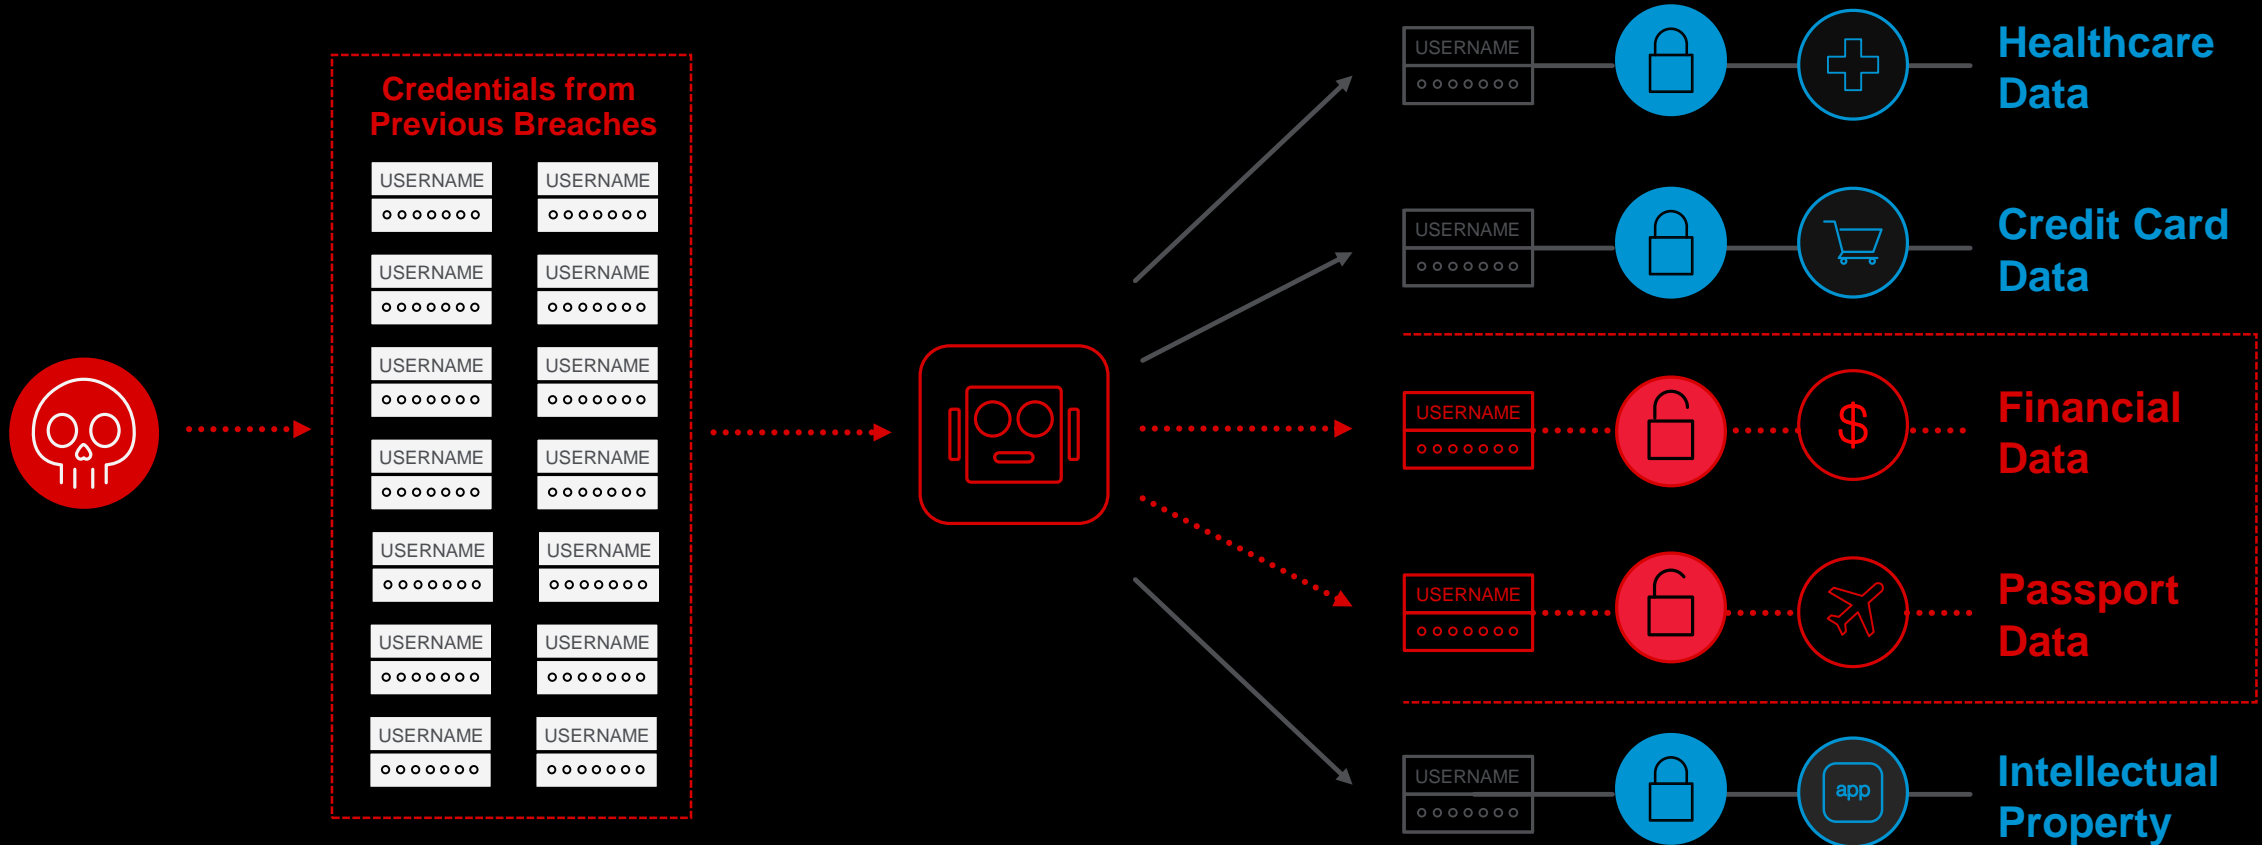 Credentials from
Previous Breaches
USERNAME USERNAME
USERNAME USERNAME
USERNAME USERNAME
USERNAME USERNAME
USERNAME USERNAME
USERNAME USERNAME
USERNAME USERNAME
USERNAME
Healthcare
Data
USERNAME
Credit Card
Data
USERNAME
$
Financial
Data
USERNAME
Passport
Data
USERNAME
app
Intellectual
Property